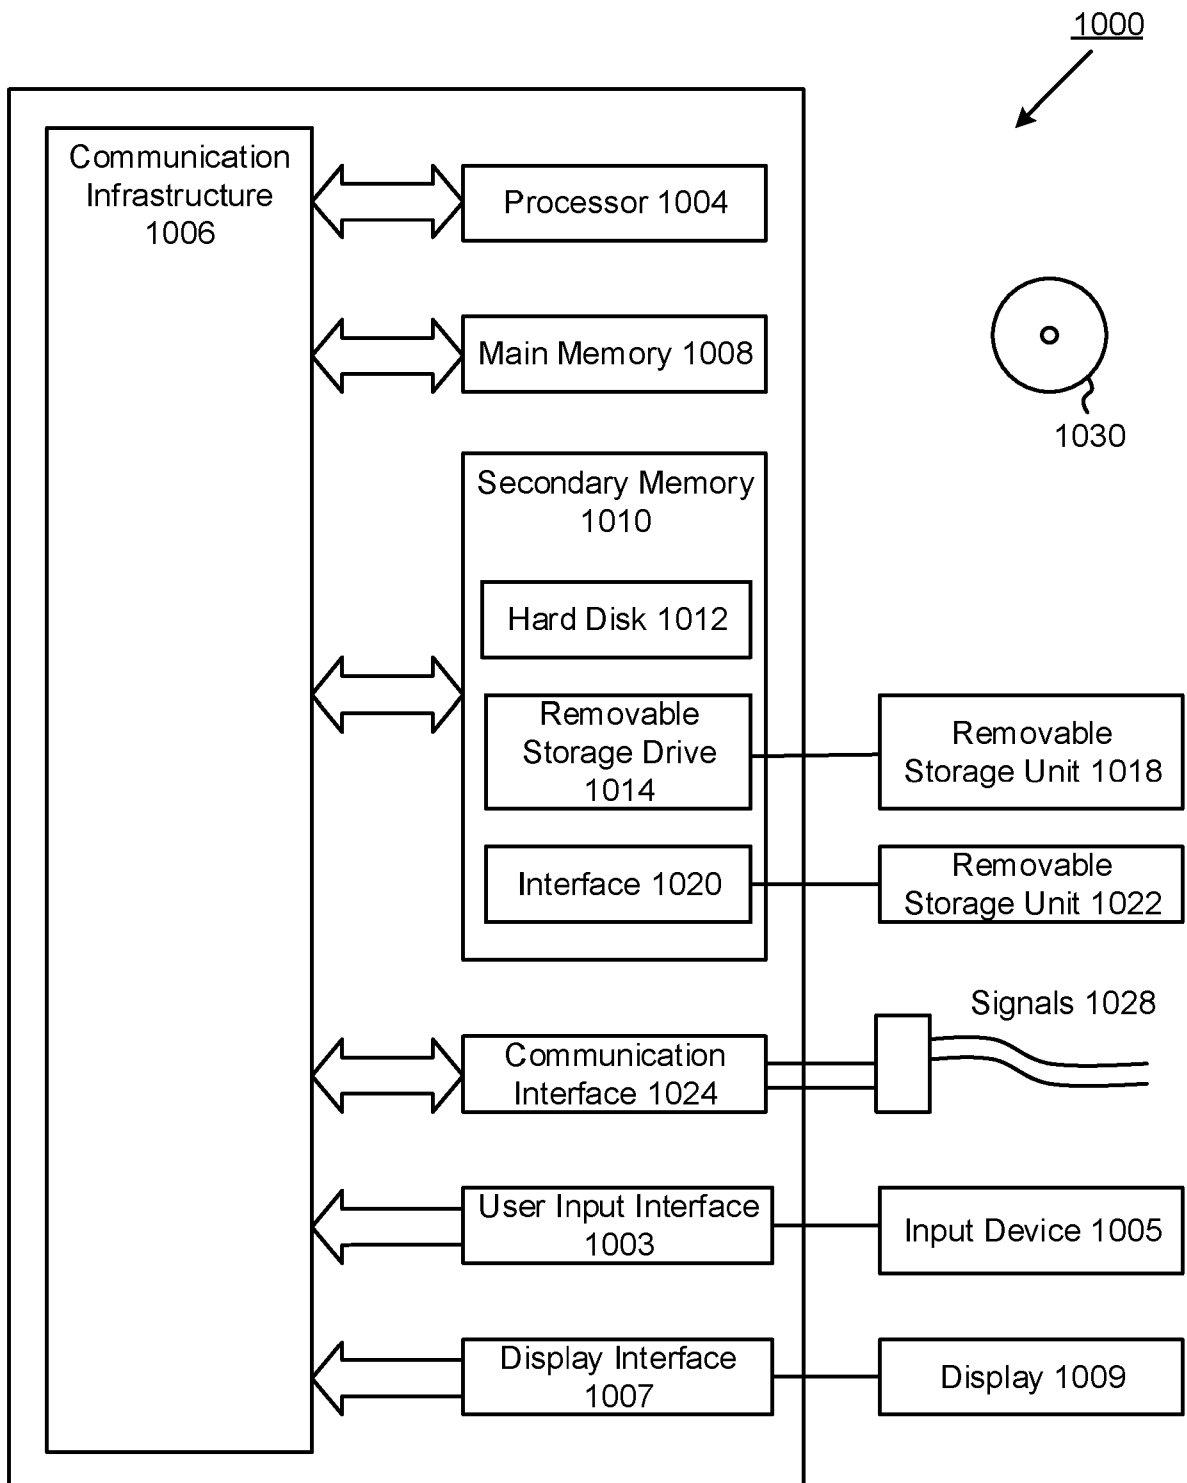 1000
Communication
Infrastructure
1006
Processor 1004
Main Memory 1008
1030
Secondary Memory
1010
Hard Disk 1012
Removable
Storage Drive
1014
Removable
Storage Unit 1018
Interface 1020
Removable
Storage Unit 1022
Signals 1028
Communication
Interface 1024
User Input Interface
1003
Input Device 1005
Display Interface
1007
Display 1009